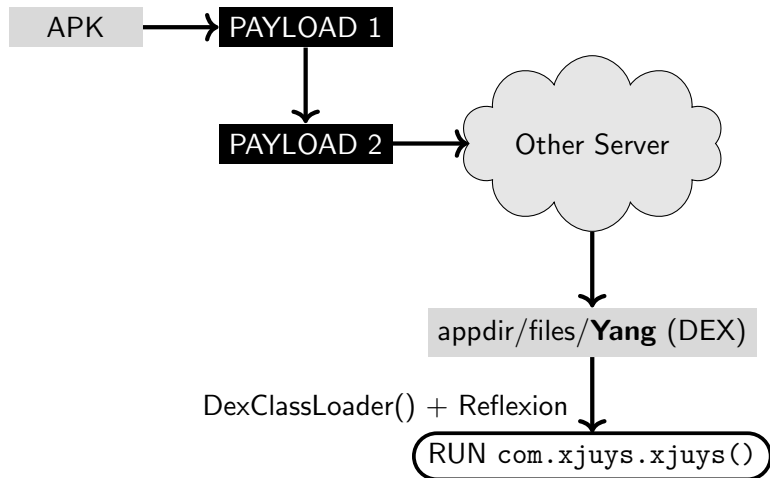 APK
PAYLOAD 1
PAYLOAD 2
Other Server
appdir/files/Yang (DEX)
DexClassLoader() + Reflexion
RUN com.xjuys.xjuys()